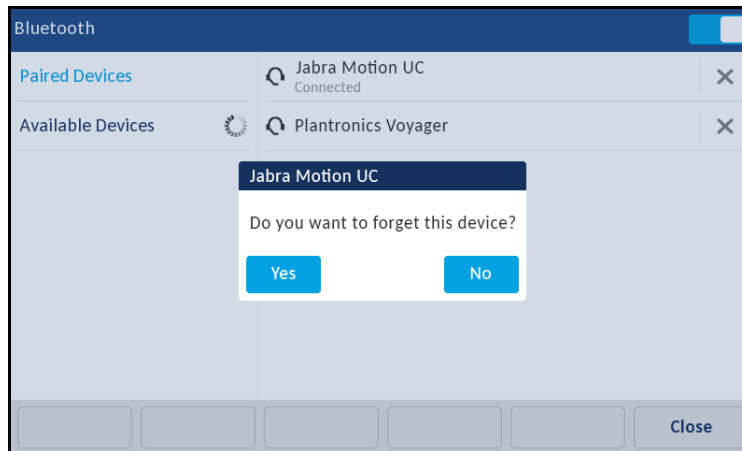 Bluetooth
Paired Devices
Available Devices
Jabra Motion UC
Connected
Plantronics Voyager
Jabra Motion UC
Do you want to forget this device?
Yes
No
Close